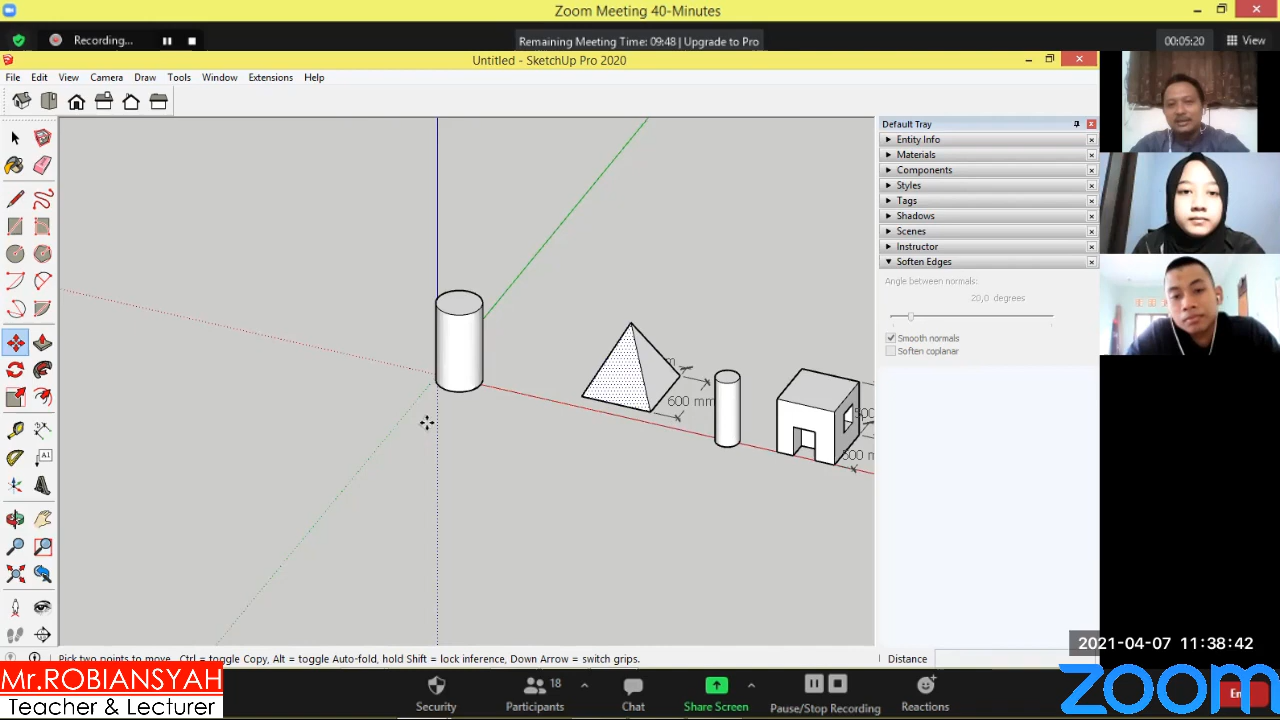 Zoom Meeting 40-Minutes
Recording...
Remaining Meeting Time: 09:48 | Upgrade to Pro
00:05:20
View
Untitled - SketchUp Pro 2020
File Edit View Camera Draw Tools Window Extensions Help
Default Tray
Entity Info
Materials
Components
Styles
Tags
Shadows
Scenes
Instructor
Soften Edges
Angle between normals:
20,0 degrees
Smooth normals
Soften coplanar
600 mm
A1
Pick two points to move. Ctrl = toggle Copy, Alt = toggle Auto-fold, hold Shift = lock inference, Down Arrow = switch grips.
Distance
2021-04-07 11:38:42
Mr.ROBIANSYAH
Teacher & Lecturer
Security
Participants
18
Chat
Share Screen
Pause/Stop Recording
Reactions
zoom